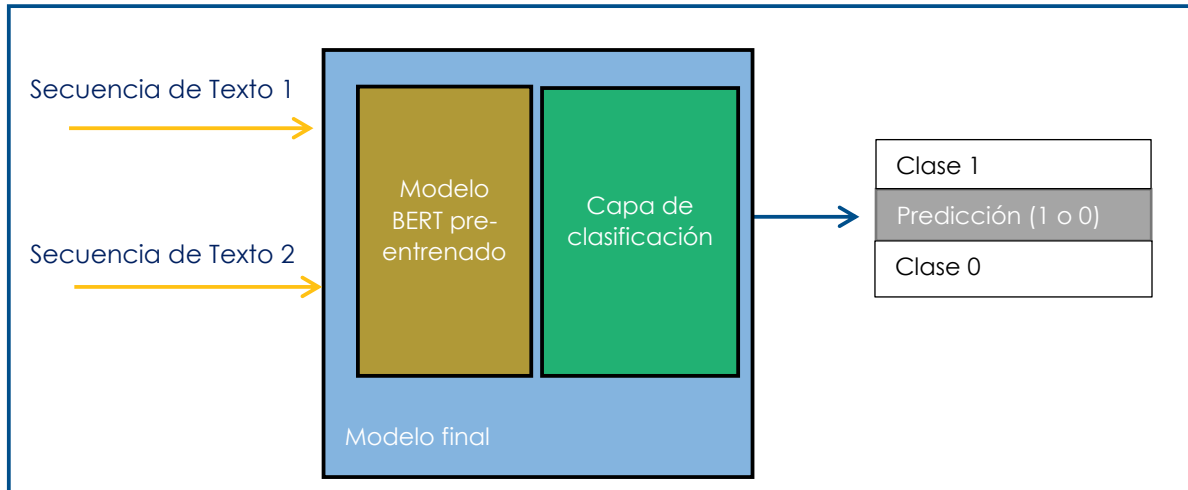 Secuencia de Texto 1
Secuencia de Texto 2
Modelo
BERT pre-
entrenado
Capa de
clasificación
Modelo final
Clase 1
Predicción (1 o 0)
Clase 0